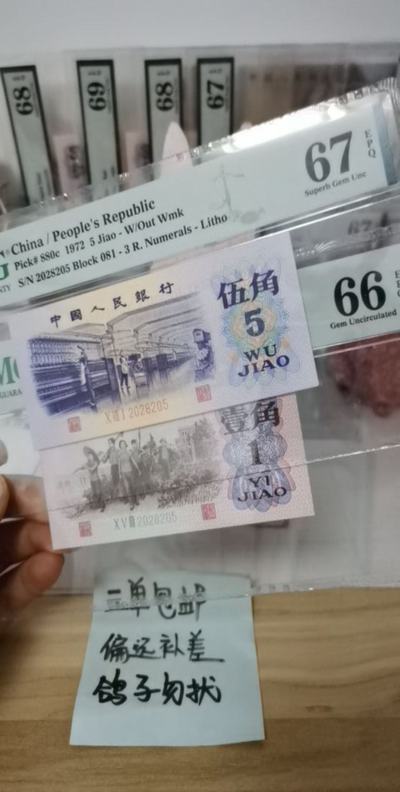 68
69
68
67
China / People's Republic
Pick# 880c 1972 5 Jiao - W/Out Wmk
S/N 2028205 Block 081 - 3 R. Numerals - Litho
67
EPQ
Superb Gem Unc
66
Gem Uncirculated
中国人民银行
伍角
5
WU
JIAO
XⅧI 2028205
壹角
1
YI
JIAO
XVⅢ 2028205
三单包邮
偏远补差
鸽子勿扰